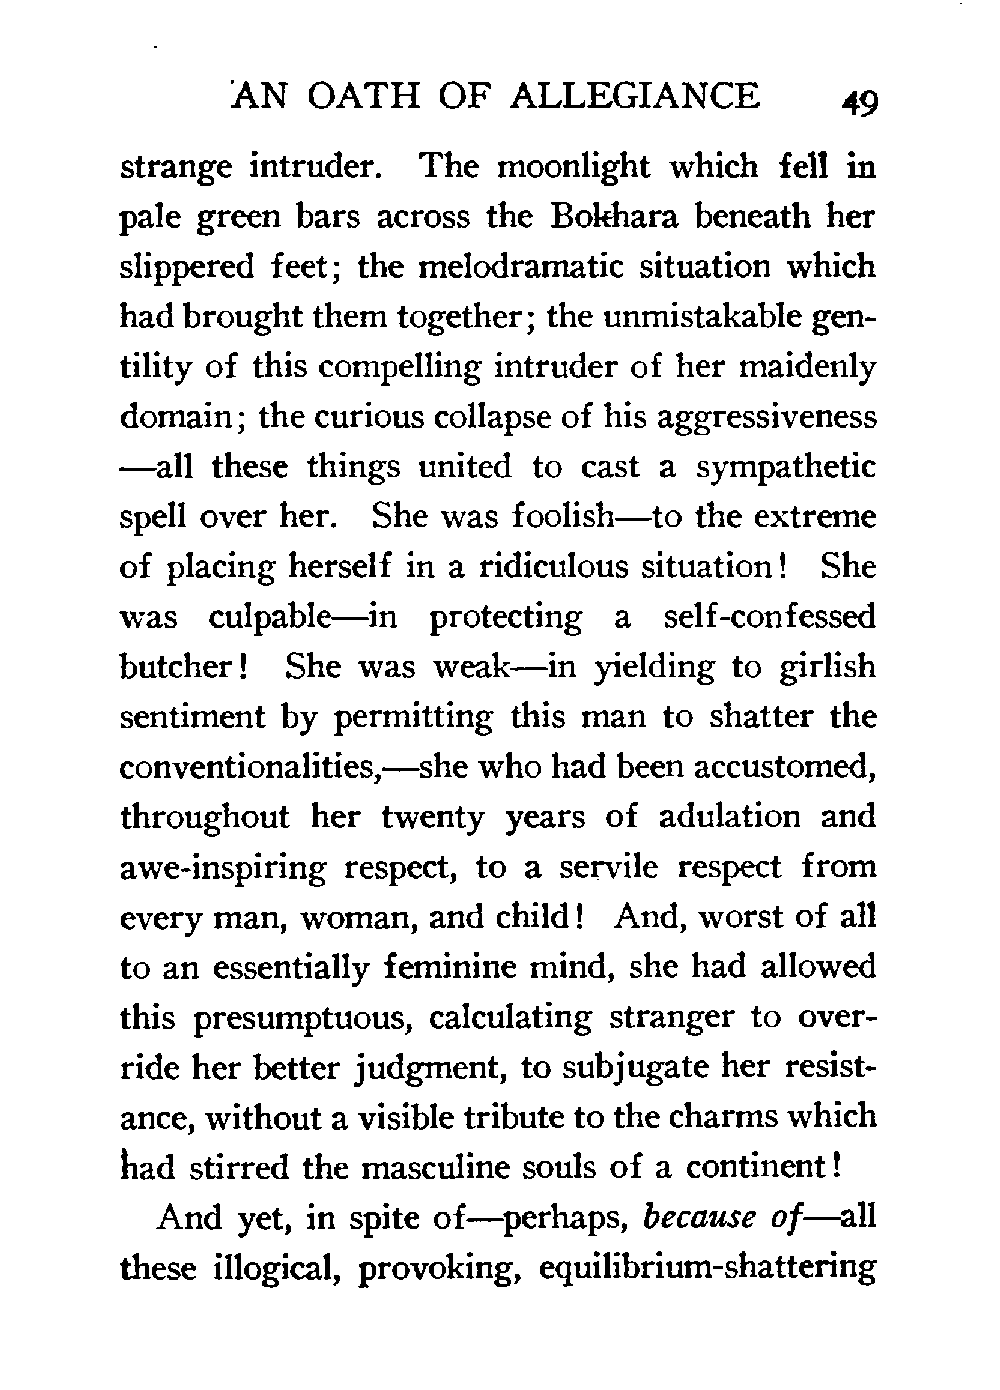 AN OATH OF ALLEGIANCE 49
strange intruder. The moonlight which fell in
pale green bars across the Bokhara beneath her
slippered feet; the melodramatic situation which
had brought them together; the unmistakable gen-
tility of this compelling intruder of her maidenly
domain; the curious collapse of his aggressiveness
—all these things united to cast a sympathetic
spell over her. She was foolish—to the extreme
of placing herself in a ridiculous situation! She
was culpable—in protecting a self-confessed
butcher! She was weak—in yielding to girlish
sentiment by permitting this man to shatter the
conventionalities,—she who had been accustomed,
throughout her twenty years of adulation and
awe-inspiring respect, to a servile respect from
every man, woman, and child! And, worst of all
to an essentially feminine mind, she had allowed
this presumptuous, calculating stranger to over-
ride her better judgment, to subjugate her resist-
ance, without a visible tribute to the charms which
had stirred the masculine souls of a continent!
And yet, in spite of—perhaps, because of—all
these illogical, provoking, equilibrium-shattering